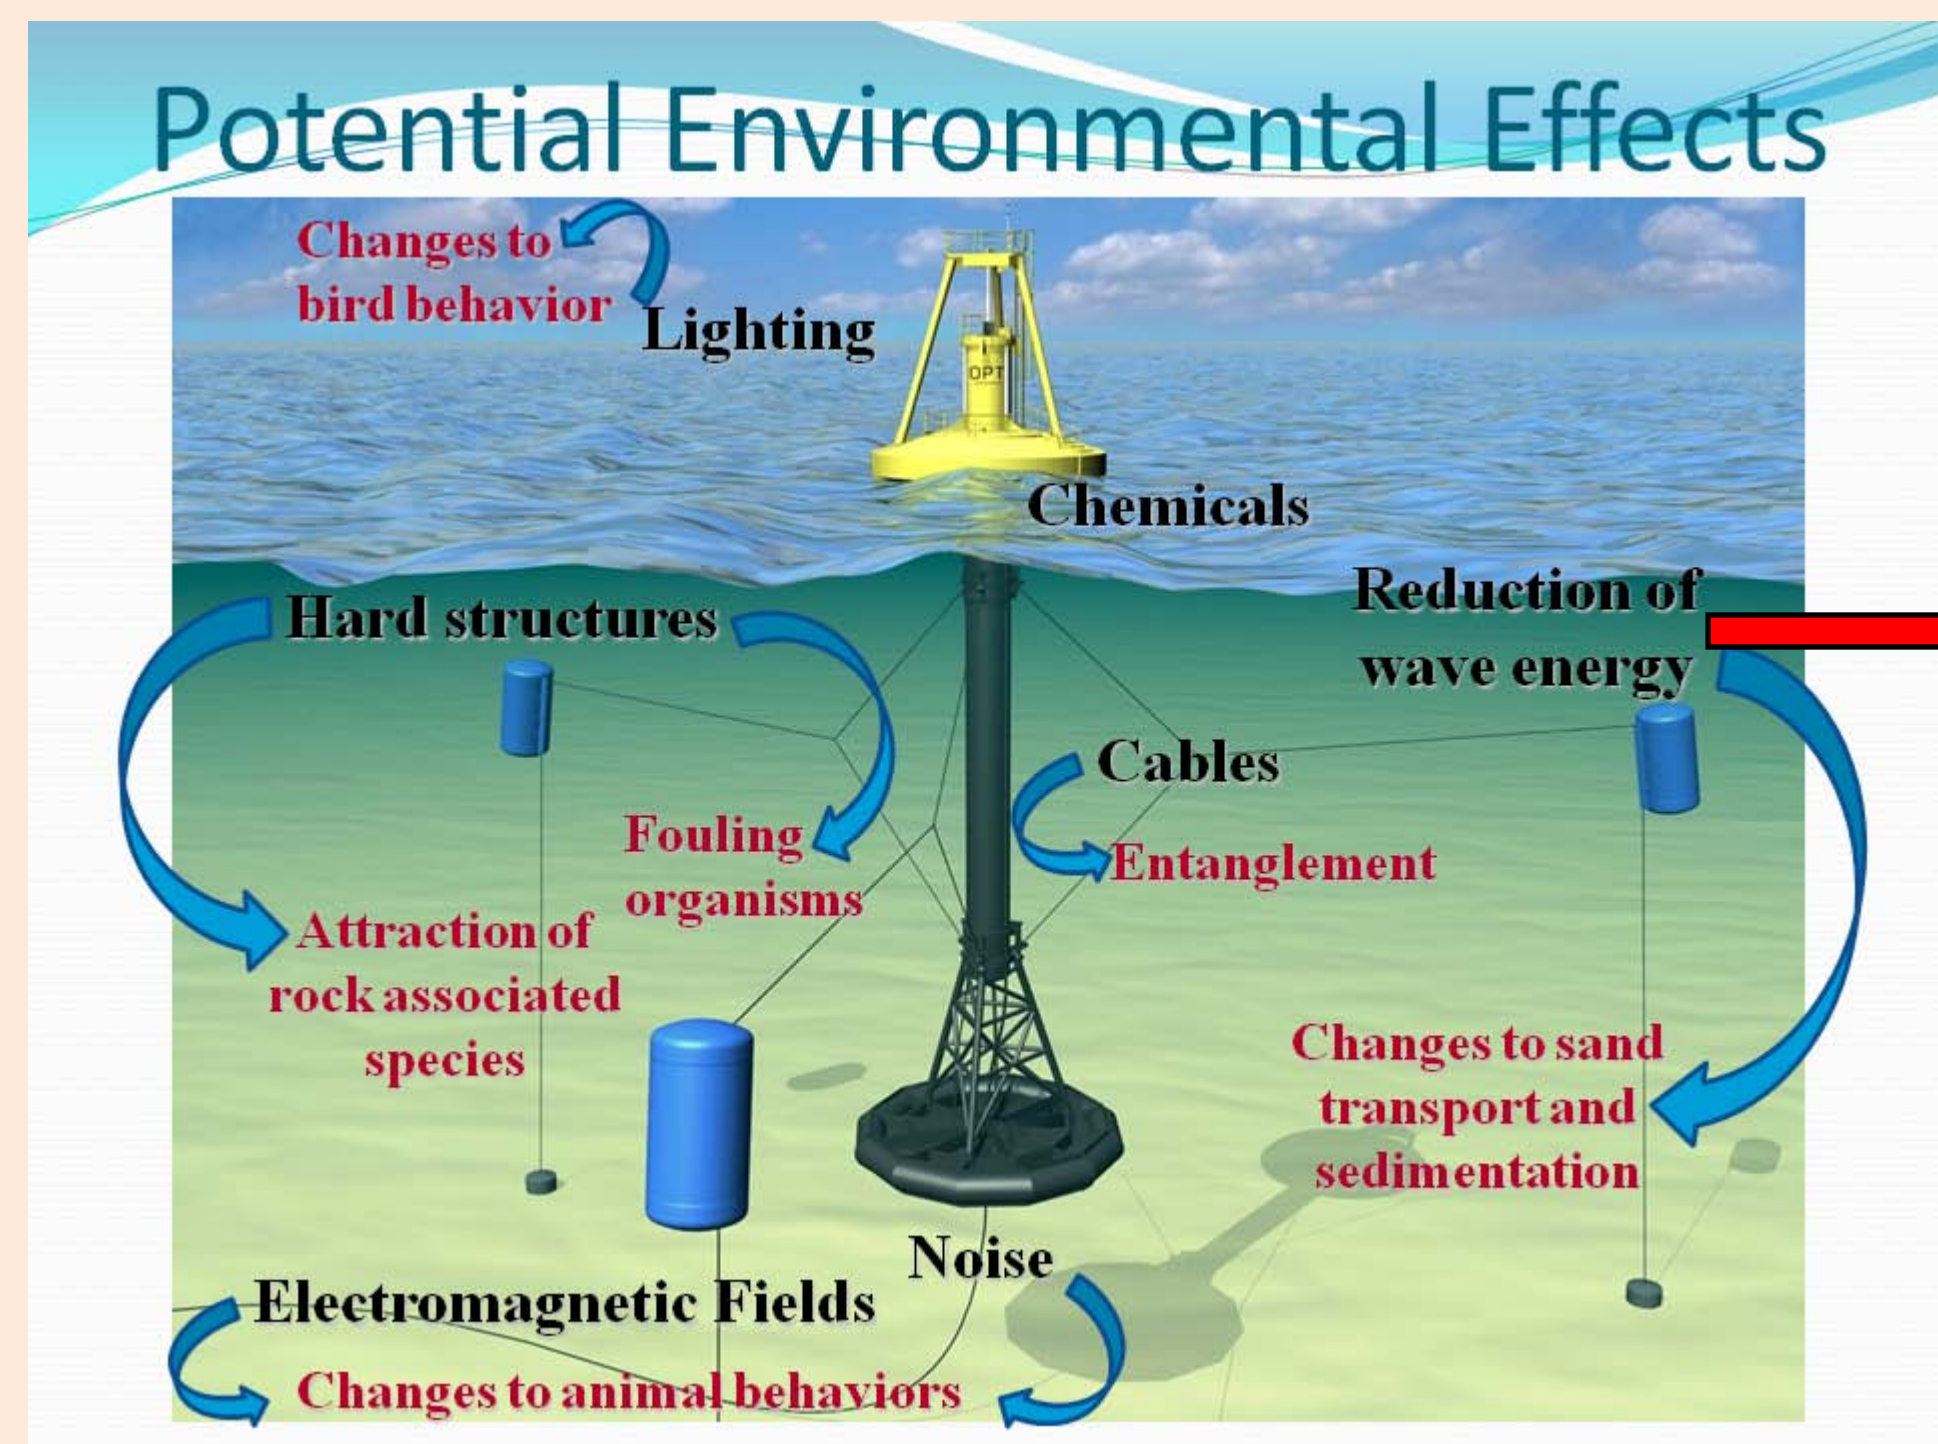 Potential Environmental Effects
Changes to
bird behavior
Lighting
OPT
Chemicals
Hard structures
Reduction of
wave energy
Cables
Fouling
organisms
Entanglement
Attraction of
rock associated
species
Changes to sand
transport and
sedimentation
Noise
Electromagnetic Fields
Changes to animal behaviors